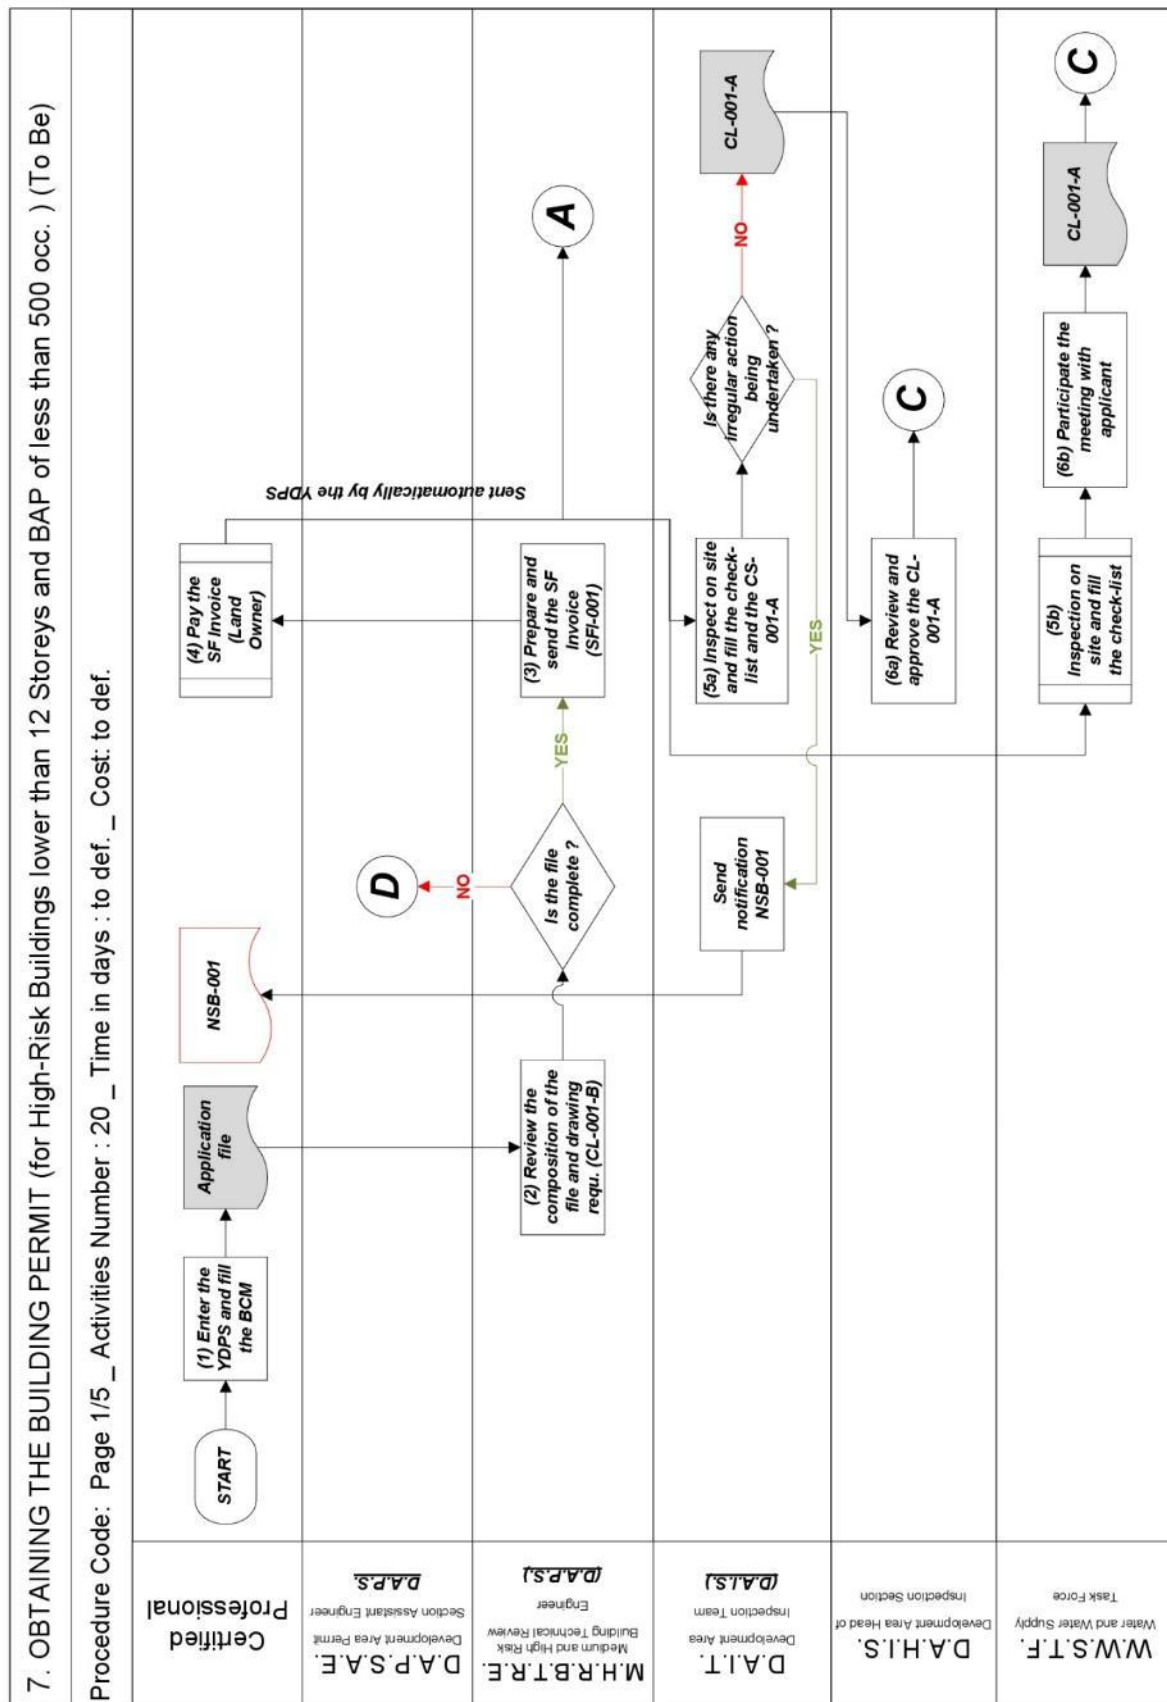 7. OBTAINING THE BUILDING PERMIT (for High-Risk Buildings lower than 12 Storeys and BAP of less than 500 occ. ) (To Be)
Procedure Code: Page 1/5 _ Activities Number : 20 _ Time in days : to def. _ Cost: to def.
Certified
Professional
START
(1) Enter the
YDPS and fill
the BCM
Application
file
NSB-001
(4) Pay the
SF Invoice
(Land
Owner)
Sent automatically by the YDPS
D.A.P.S.A.E.
Development Area Permit
Section Assistant Engineer
D.A.P.S.
D
M.H.R.B.T.R.E.
Medium and High Risk
Building Technical Review
Engineer
(D.A.P.S.)
(2) Review the
composition of the
file and drawing
requ. (CL-001-B)
Is the file
complete ?
NO
YES
(3) Prepare and
send the SF
Invoice
(SFI-001)
A
D.A.I.T.
Development Area
Inspection Team
(D.A.I.S.)
Send
notification
NSB-001
(5a) Inspect on site
and fill the check-
list and the CS-
001-A
Is there any
irregular action
being
undertaken ?
NO
YES
CL-001-A
D.A.H.I.S.
Development Area Head of
Inspection Section
(6a) Review and
approve the CL-
001-A
C
W.W.S.T.F.
Water and Water Supply
Task Force
(5b)
Inspection on
site and fill
the check-list
(6b) Participate the
meeting with
applicant
CL-001-A
C